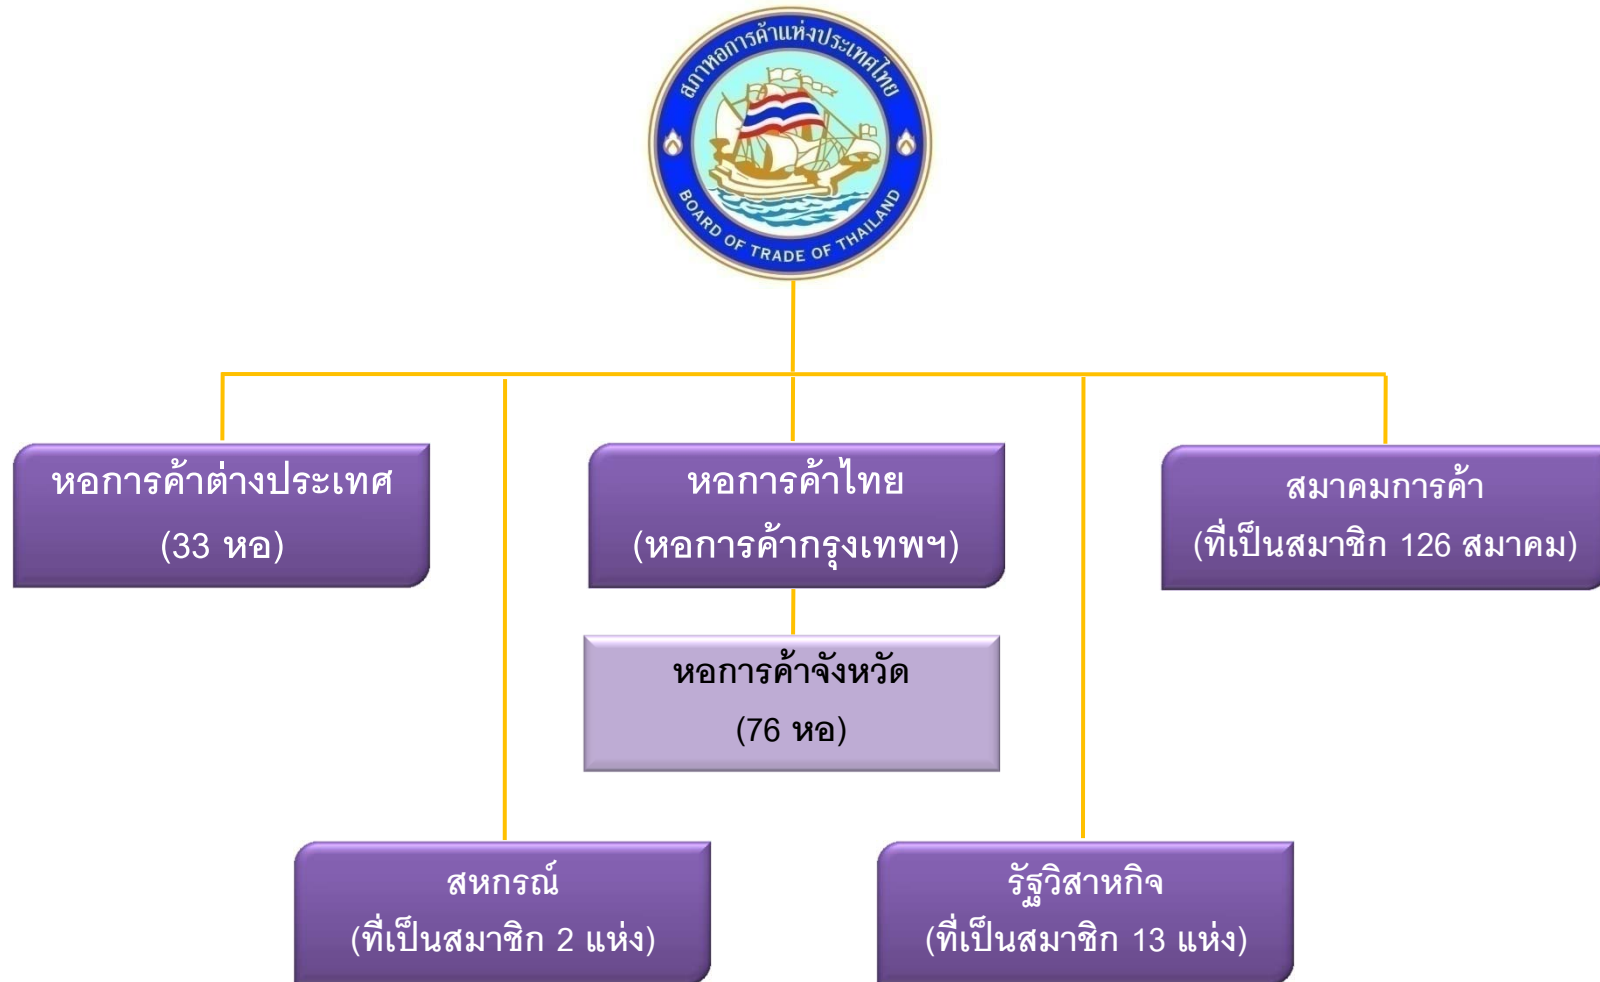 สภาหอการค้าแห่งประเทศไทย
BOARD OF TRADE OF THAILAND
หอการค้าต่างประเทศ
(33 หอ)
หอการค้าไทย
(หอการค้ากรุงเทพฯ)
สมาคมการค้า
(ที่เป็นสมาชิก 126 สมาคม)
หอการค้าจังหวัด
(76 หอ)
สหกรณ์
(ที่เป็นสมาชิก 2 แห่ง)
รัฐวิสาหกิจ
(ที่เป็นสมาชิก 13 แห่ง)